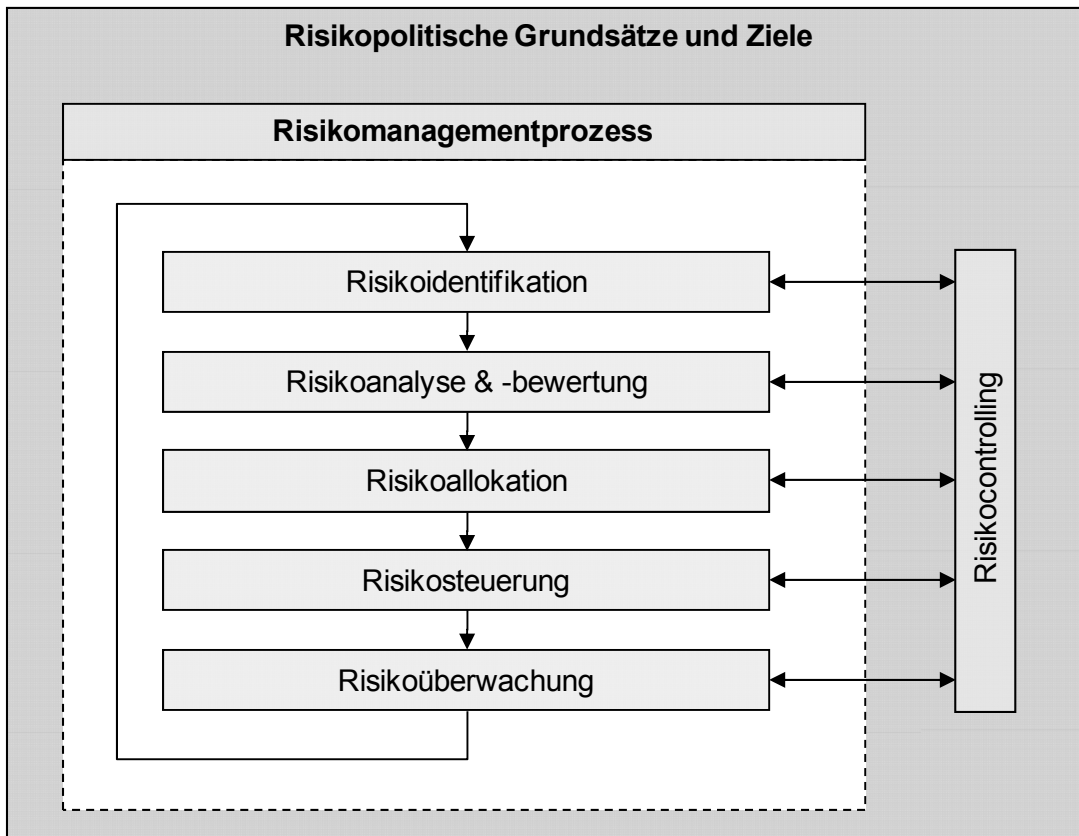 Risikopolitische Grundsätze und Ziele
Risikomanagementprozess
Risikoidentifikation
Risikoanalyse & -bewertung
Risikoallokation
Risikosteuerung
Risikoüberwachung
Risikocontrolling